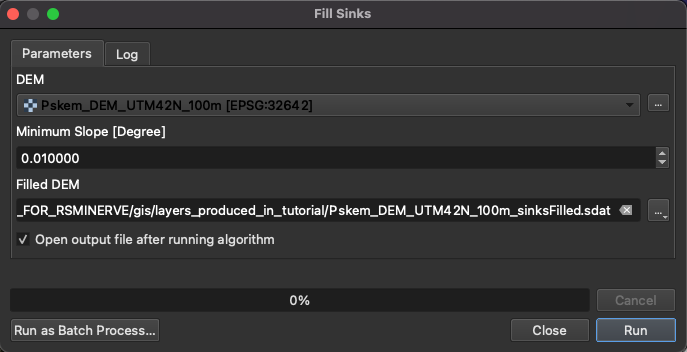 Fill Sinks
Parameters
Log
DEM
Pskem_DEM_UTM42N_100m [EPSG:32642]
...
Minimum Slope [Degree]
0.010000
Filled DEM
_FOR_RSMINERVE/gis/layers_produced_in_tutorial/Pskem_DEM_UTM42N_100m_sinksFilled.sdat
...
Open output file after running algorithm
0%
Cancel
Run as Batch Process...
Close
Run